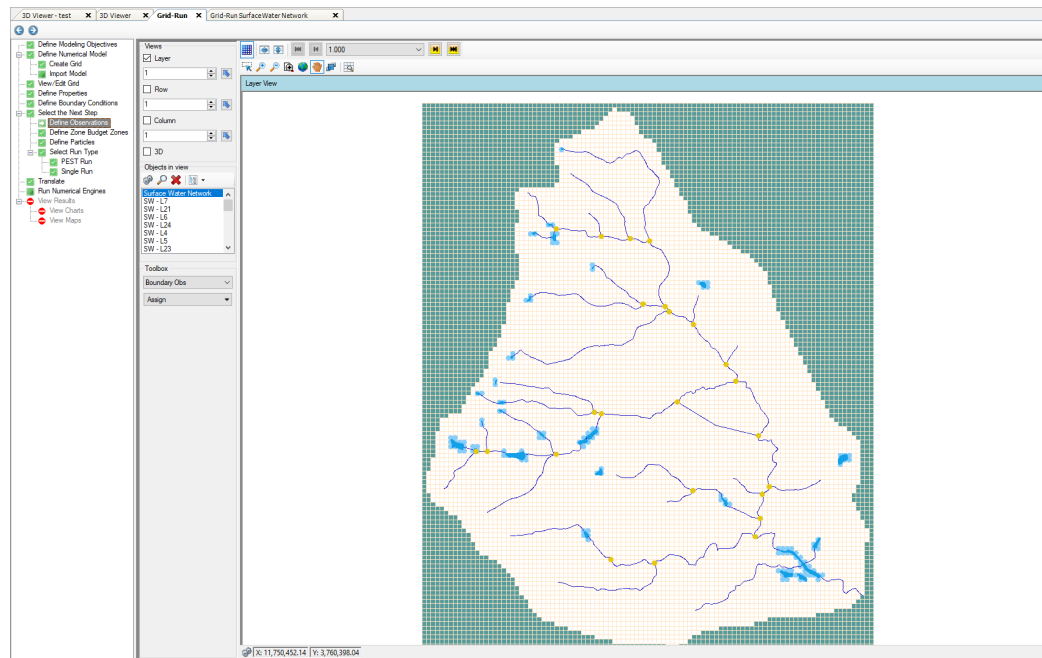 3D Viewer - test
3D Viewer
Grid-Run
Grid-Run SurfaceWater Network
Define Modeling Objectives
Define Numerical Model
Create Grid
Import Model
View/Edit Grid
Define Properties
Define Boundary Conditions
Select the Next Step
Define Observations
Define Zone Budget Zones
Define Particles
Select Run Type
PEST Run
Single Run
Translate
Run Numerical Engines
View Results
View Charts
View Maps
Views
Layer
1
Row
1
Column
1
3D
Objects in view
Surface Water Network
SW - L7
SW - L21
SW - L6
SW - L24
SW - L4
SW - L5
SW - L23
Toolbox
Boundary Obs
Assign
1.000
Layer View
X: 11,750,452.14 Y: 3,760,398.04